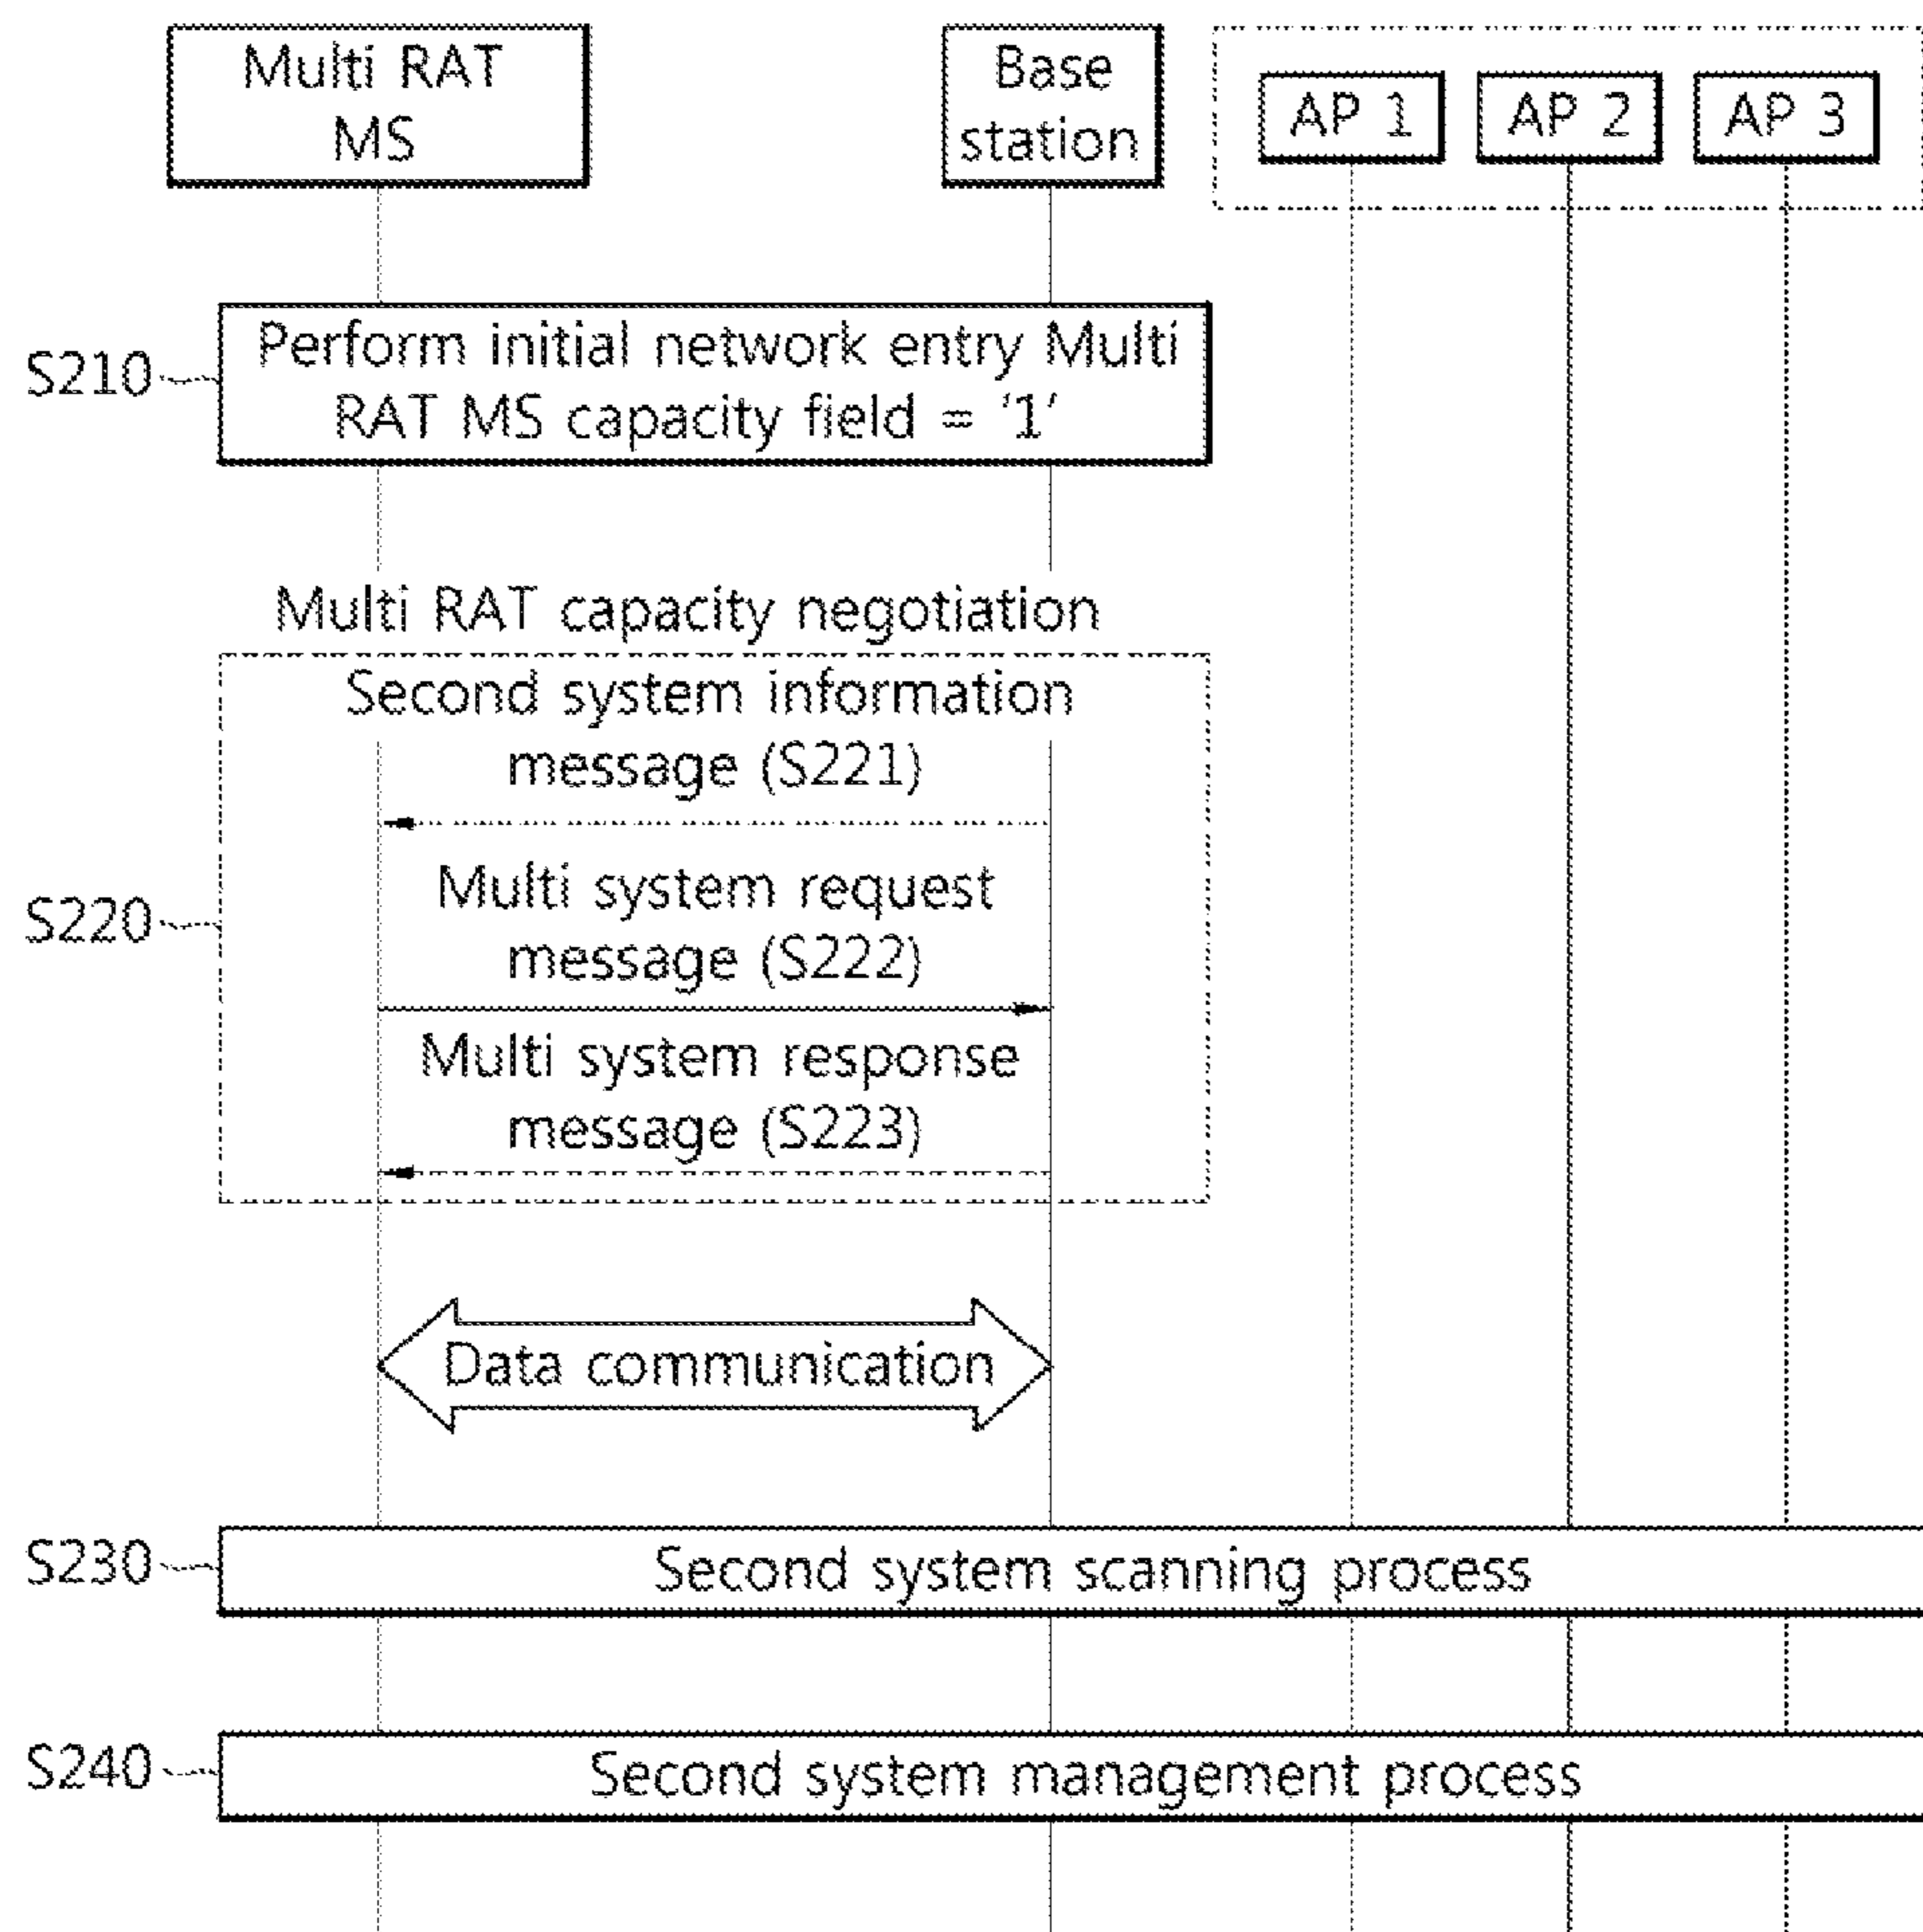 Multi RAT
MS
Base
station
AP 1
AP 2
AP 3
S210
Perform initial network entry Multi
RAT MS capacity field = '1'
Multi RAT capacity negotiation
Second system information
message (S221)
S220
Multi system request
message (S222)
Multi system response
message (S223)
Data communication
S230
Second system scanning process
S240
Second system management process